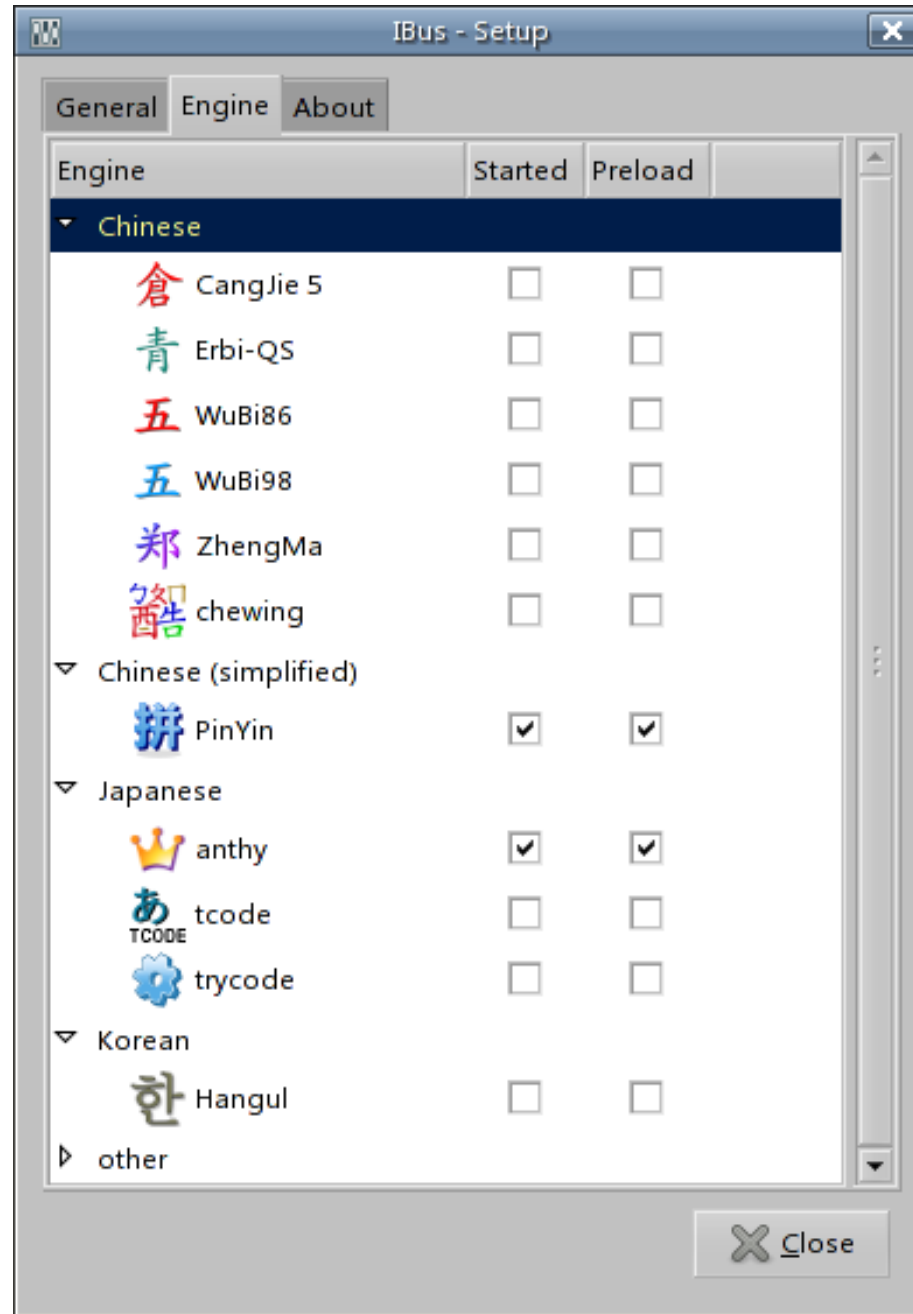 IBus - Setup
General Engine About
Engine Started Preload
Chinese
倉 CangJie 5
青 Erbi-QS
五 WuBi86
五 WuBi98
郑 ZhengMa
ㄅ酷 chewing
Chinese (simplified)
拼 PinYin
Japanese
anthy
あ TCODE tcode
trycode
Korean
한 Hangul
other
Close